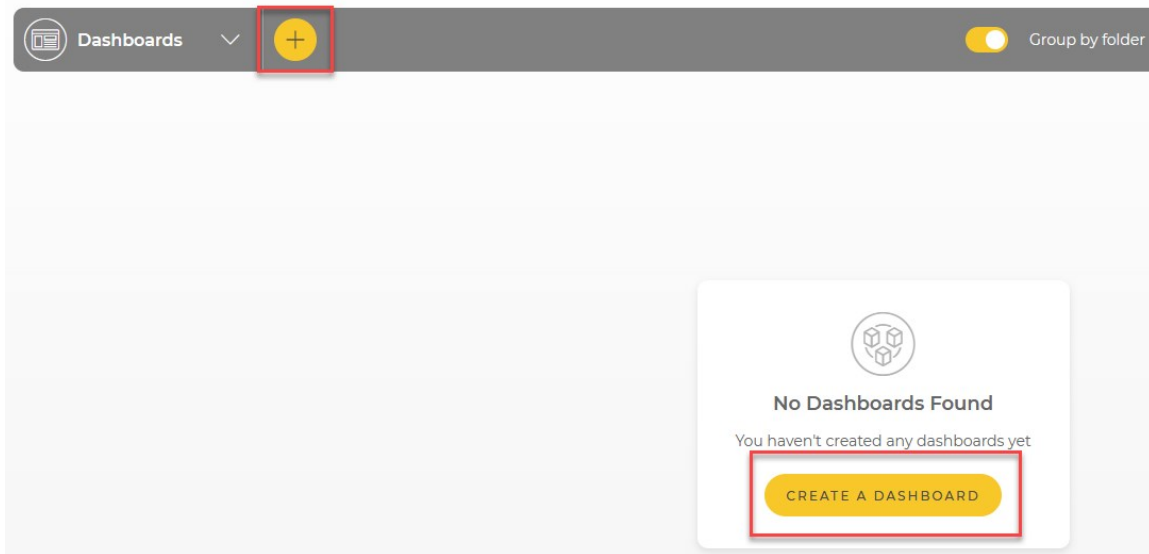 Dashboards
Group by folder
No Dashboards Found
You haven't created any dashboards yet
CREATE A DASHBOARD